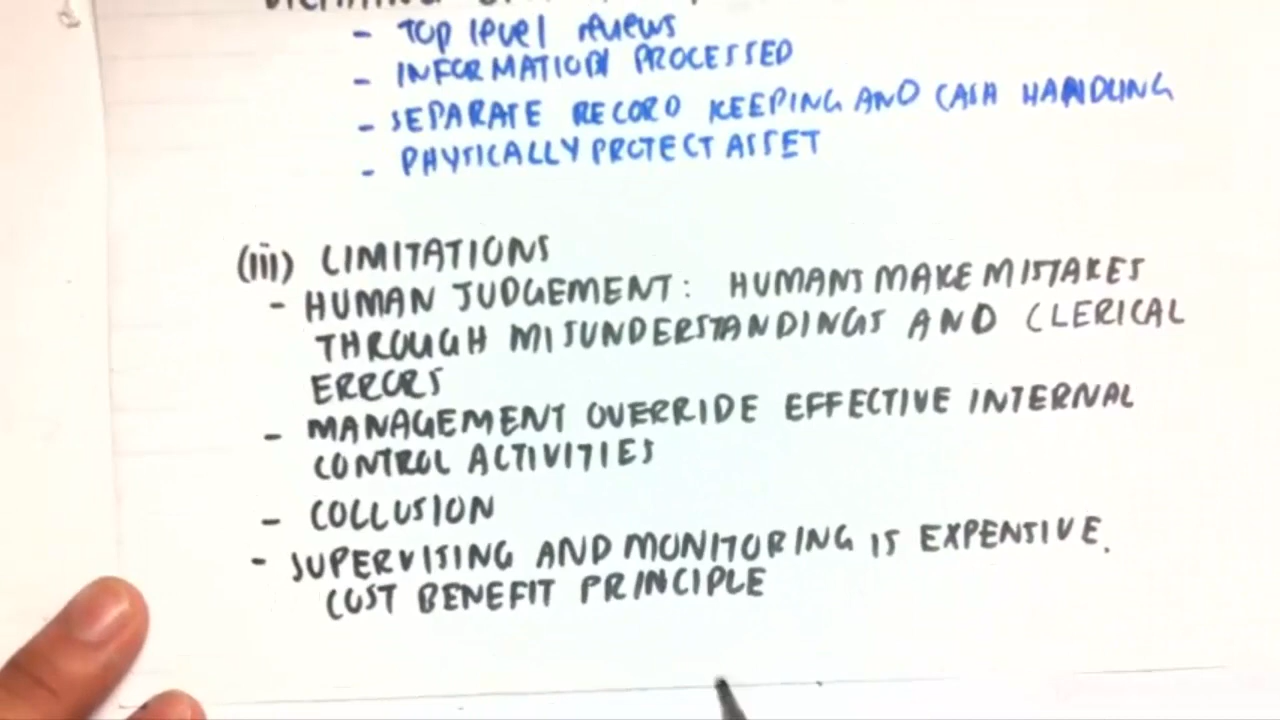 - TOP level reviews
- INFORMATION PROCESSED
- SEPARATE RECORD KEEPING AND CASH HANDLING
- PHYSICALLY PROTECT ASSET
(iii) LIMITATIONS
- HUMAN JUDGEMENT: HUMANS MAKE MISTAKES
THROUGH MISUNDERSTANDINGS AND CLERICAL
ERRORS
- MANAGEMENT OVERRIDE EFFECTIVE INTERNAL
CONTROL ACTIVITIES
- COLLUSION
- SUPERVISING AND MONITORING IS EXPENSIVE.
COST BENEFIT PRINCIPLE